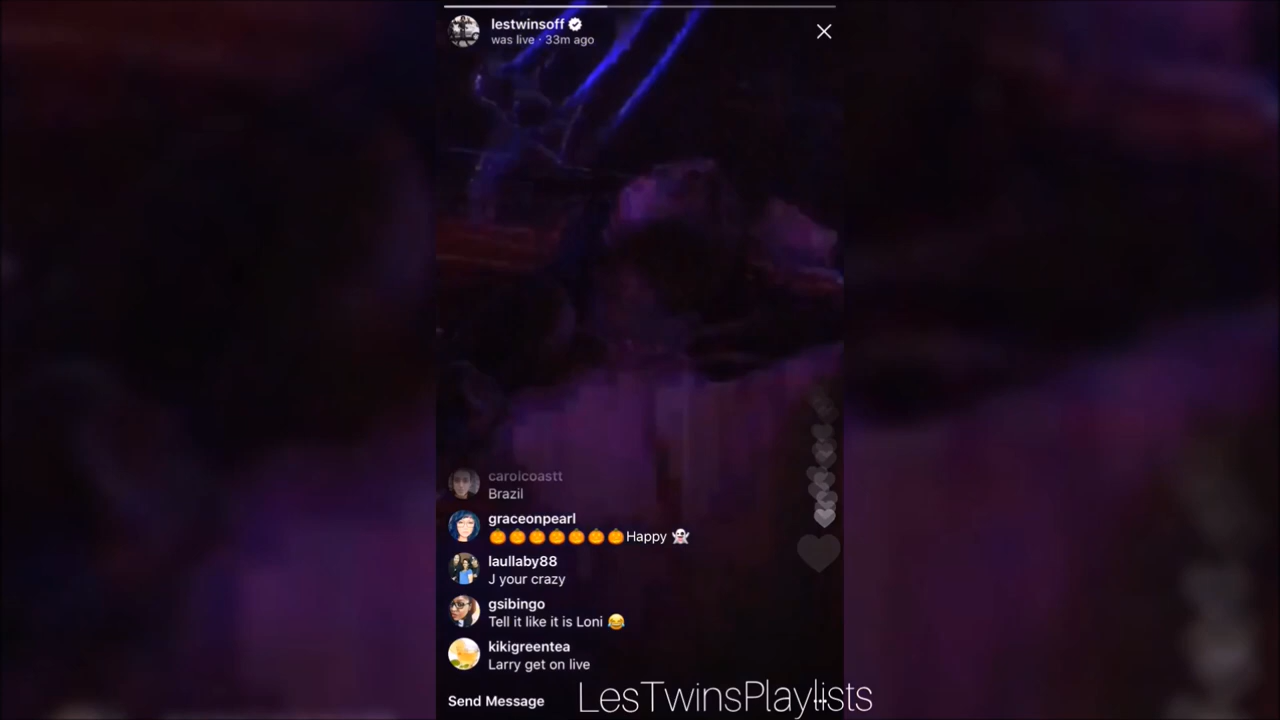 lestwinsoff
was live · 33m ago
carolcoastt
Brazil
graceonpearl
🎃🎃🎃🎃🎃🎃🎃Happy 👻
laullaby88
J your crazy
gsibingo
Tell it like it is Loni 😂
kikigreentea
Larry get on live
Send Message
LesTwinsPlaylists